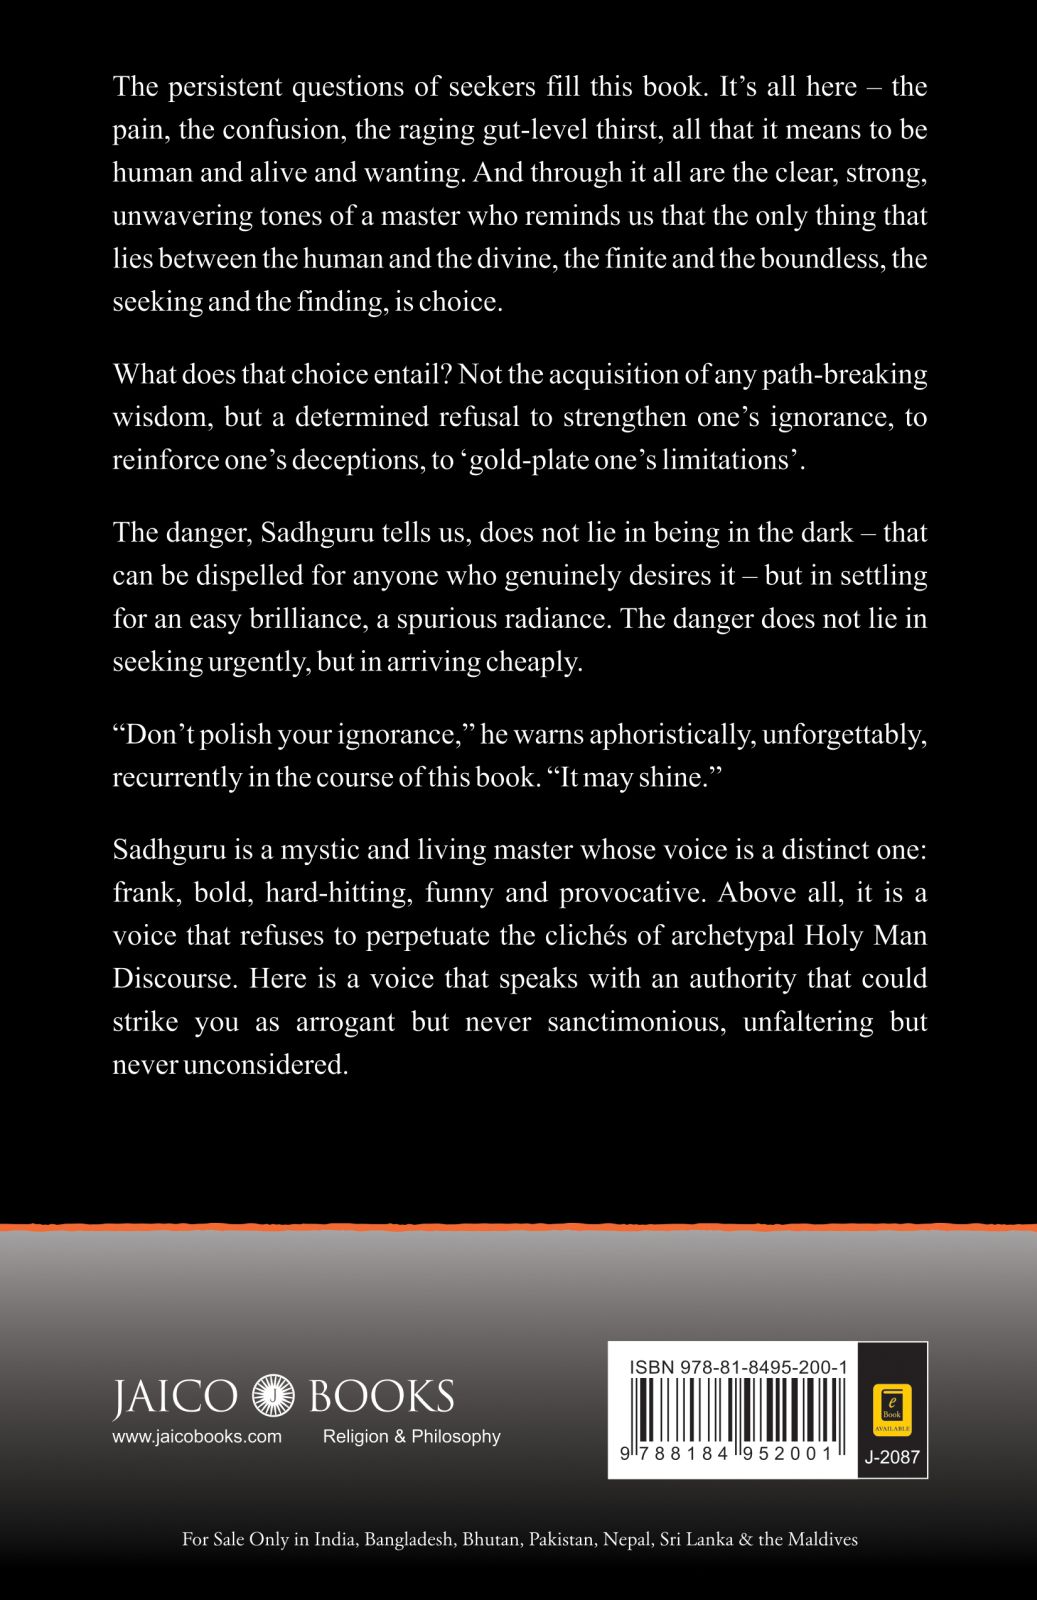 The persistent questions of seekers fill this book. It’s all here – the
pain, the confusion, the raging gut-level thirst, all that it means to be
human and alive and wanting. And through it all are the clear, strong,
unwavering tones of a master who reminds us that the only thing that
lies between the human and the divine, the finite and the boundless, the
seeking and the finding, is choice.
What does that choice entail? Not the acquisition of any path-breaking
wisdom, but a determined refusal to strengthen one’s ignorance, to
reinforce one’s deceptions, to ‘gold-plate one’s limitations’.
The danger, Sadhguru tells us, does not lie in being in the dark – that
can be dispelled for anyone who genuinely desires it – but in settling
for an easy brilliance, a spurious radiance. The danger does not lie in
seeking urgently, but in arriving cheaply.
“Don’t polish your ignorance,” he warns aphoristically, unforgettably,
recurrently in the course of this book. “It may shine.”
Sadhguru is a mystic and living master whose voice is a distinct one:
frank, bold, hard-hitting, funny and provocative. Above all, it is a
voice that refuses to perpetuate the clichés of archetypal Holy Man
Discourse. Here is a voice that speaks with an authority that could
strike you as arrogant but never sanctimonious, unfaltering but
never unconsidered.
JAICO J BOOKS
www.jaicobooks.com Religion & Philosophy
ISBN 978-81-8495-200-1
9 788184 952001
e
Book
AVAILABLE
J-2087
For Sale Only in India, Bangladesh, Bhutan, Pakistan, Nepal, Sri Lanka & the Maldives